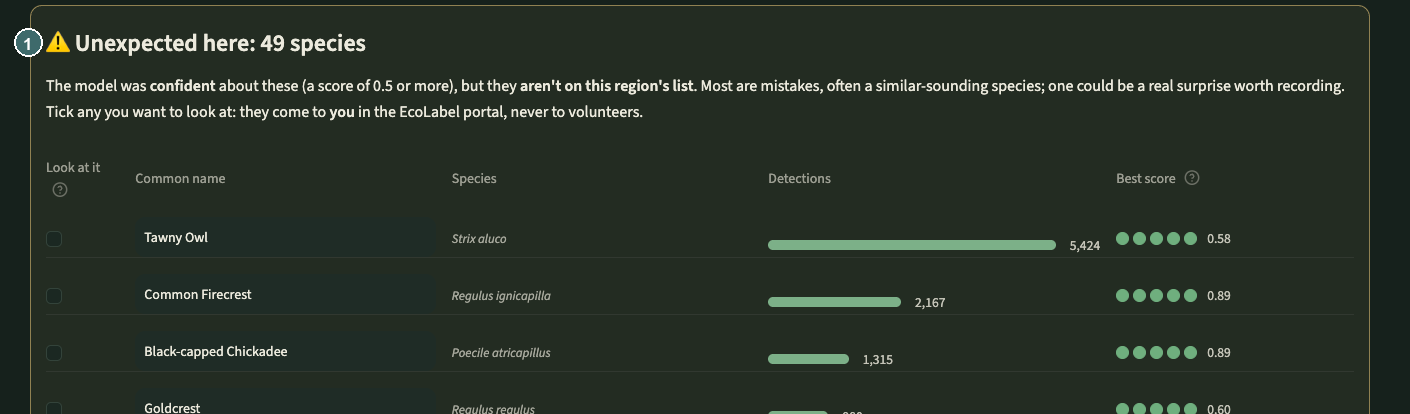 1
⚠️ Unexpected here: 49 species
The model was confident about these (a score of 0.5 or more), but they aren't on this region's list. Most are mistakes, often a similar-sounding species; one could be a real surprise worth recording.
Tick any you want to look at: they come to you in the EcoLabel portal, never to volunteers.
Look at it ?
Common name
Species
Detections
Best score ?
Tawny Owl Strix aluco 5,424 0.58
Common Firecrest Regulus ignicapilla 2,167 0.89
Black-capped Chickadee Poecile atricapillus 1,315 0.89
Goldcrest Regulus regulus 0.60